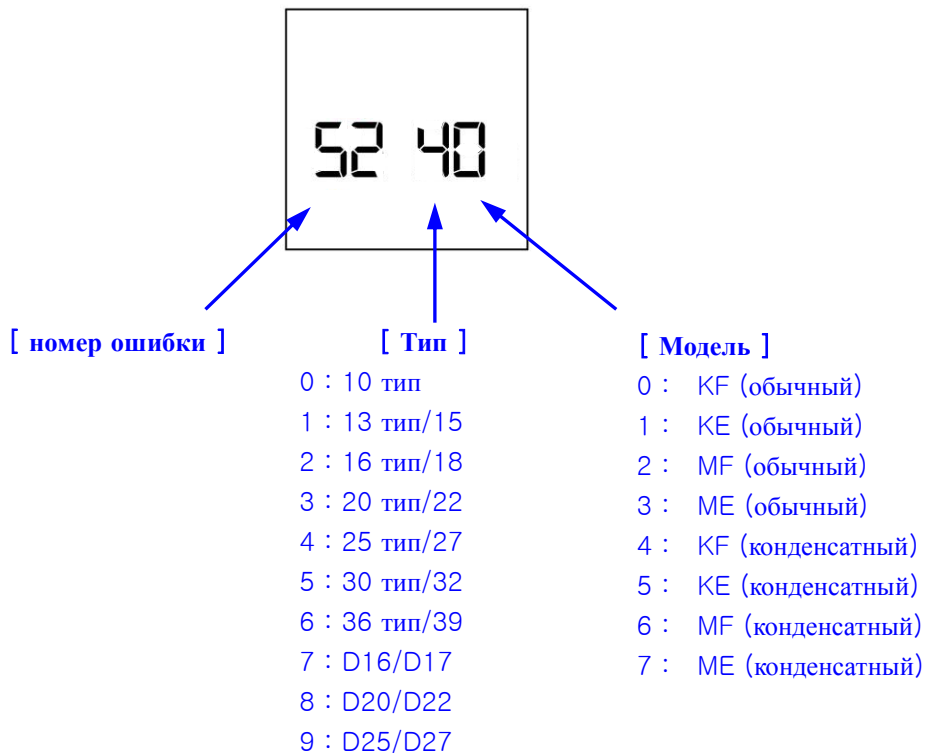 52 40
[ номер ошибки ]
[ Тип ]
0 : 10 тип
1 : 13 тип/15
2 : 16 тип/18
3 : 20 тип/22
4 : 25 тип/27
5 : 30 тип/32
6 : 36 тип/39
7 : D16/D17
8 : D20/D22
9 : D25/D27
[ Модель ]
0 : KF (обычный)
1 : KE (обычный)
2 : MF (обычный)
3 : ME (обычный)
4 : KF (конденсатный)
5 : KE (конденсатный)
6 : MF (конденсатный)
7 : ME (конденсатный)